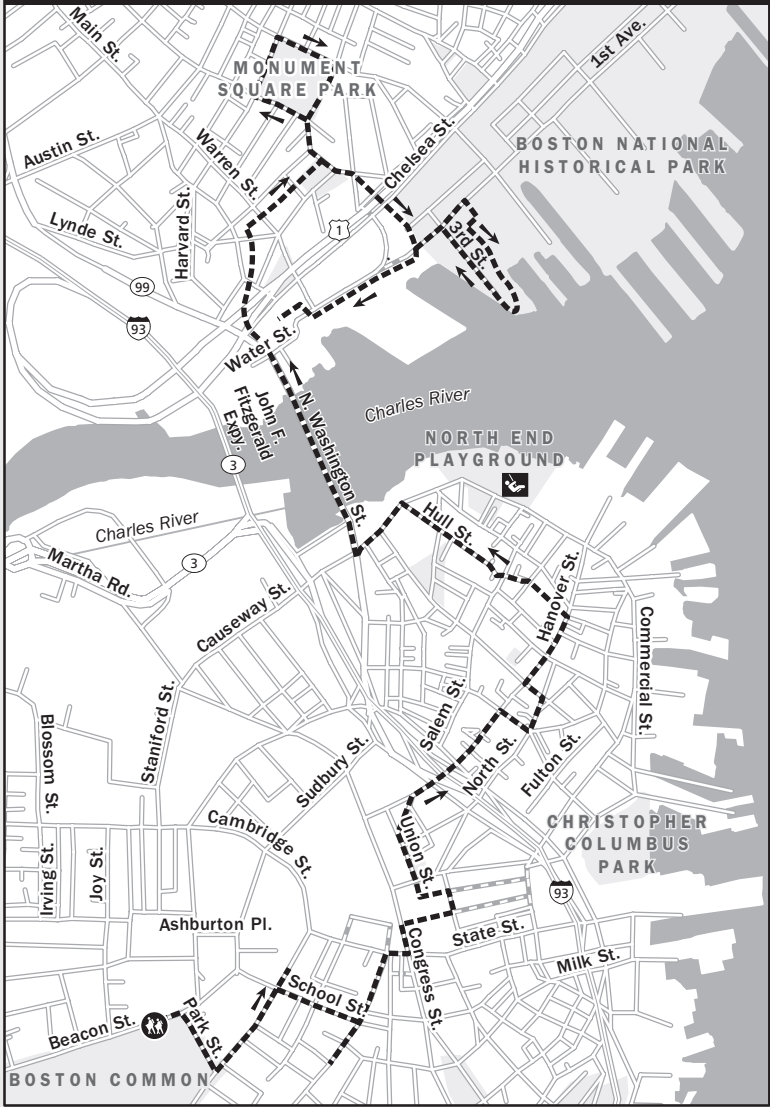 Main St.
1st Ave.
MONUMENT
SQUARE PARK
Chelsea St.
BOSTON NATIONAL
HISTORICAL PARK
Austin St.
Warren St.
Harvard St.
Lynde St.
1
3rd St.
99
93
Water St.
John F.
Fitzgerald
Expy.
N. Washington St.
Charles River
NORTH END
PLAYGROUND
3
Hull St.
Charles River
3
Martha Rd.
Causeway St.
Hanover St.
Commercial St.
Staniford St.
Salem St.
Blossom St.
Sudbury St.
North St.
Fulton St.
Cambridge St.
Union St.
CHRISTOPHER
COLUMBUS
PARK
Irving St.
Joy St.
93
Ashburton Pl.
State St.
Congress St.
Milk St.
School St.
Park St.
Beacon St.
BOSTON COMMON